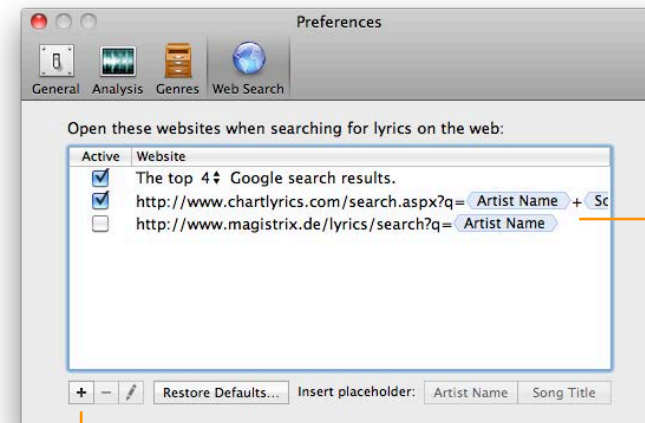 Preferences
General Analysis Genres Web Search
Open these websites when searching for lyrics on the web:
Active Website
The top 4 Google search results.
http://www.chartlyrics.com/search.aspx?q= Artist Name + Sc
http://www.magistrix.de/lyrics/search?q= Artist Name
+ − Restore Defaults... Insert placeholder: Artist Name Song Title